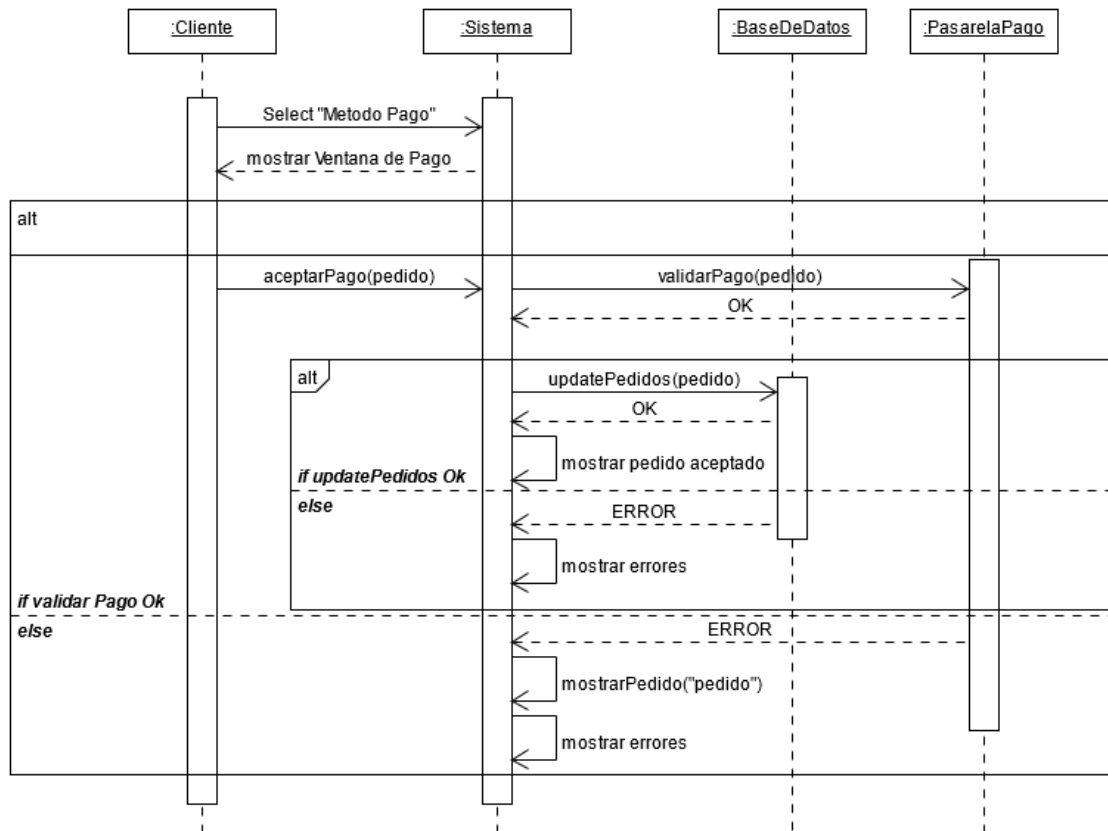 :Cliente
:Sistema
:BaseDeDatos
:PasarelaPago
Select "Metodo Pago"
mostrar Ventana de Pago
alt
aceptarPago(pedido)
validarPago(pedido)
OK
alt
updatePedidos(pedido)
OK
mostrar pedido aceptado
if updatePedidos Ok
else
ERROR
mostrar errores
if validar Pago Ok
else
ERROR
mostrarPedido("pedido")
mostrar errores